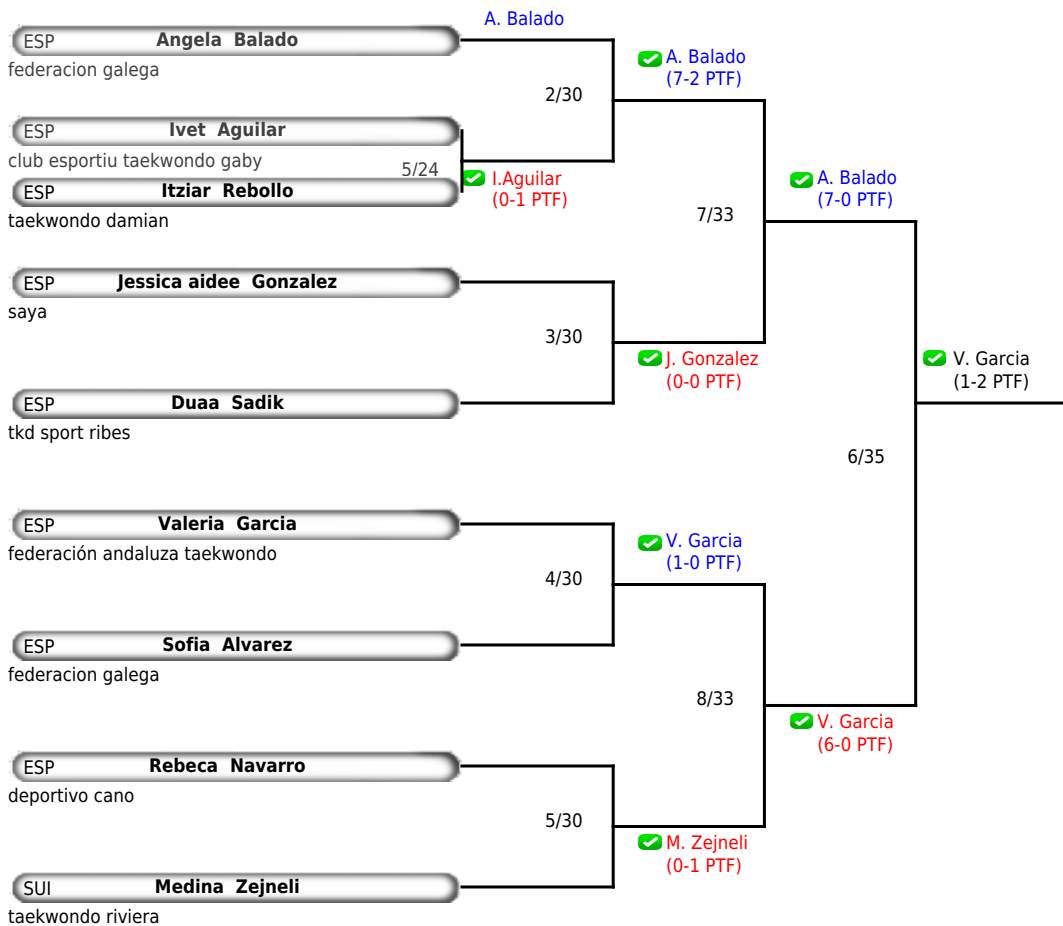 A. Balado
ESP Angela Balado
federacion galega
A. Balado
(7-2 PTF)
2/30
ESP Ivet Aguilar
club esportiu taekwondo gaby
5/24
I.Aguilar
(0-1 PTF)
ESP Itziar Rebollo
taekwondo damian
A. Balado
(7-0 PTF)
7/33
ESP Jessica aidee Gonzalez
saya
3/30
J. Gonzalez
(0-0 PTF)
V. Garcia
(1-2 PTF)
ESP Duaa Sadik
tkd sport ribes
6/35
ESP Valeria Garcia
federación andaluza taekwondo
V. Garcia
(1-0 PTF)
4/30
ESP Sofia Alvarez
federacion galega
8/33
V. Garcia
(6-0 PTF)
ESP Rebeca Navarro
deportivo cano
5/30
M. Zejneli
(0-1 PTF)
SUI Medina Zejneli
taekwondo riviera